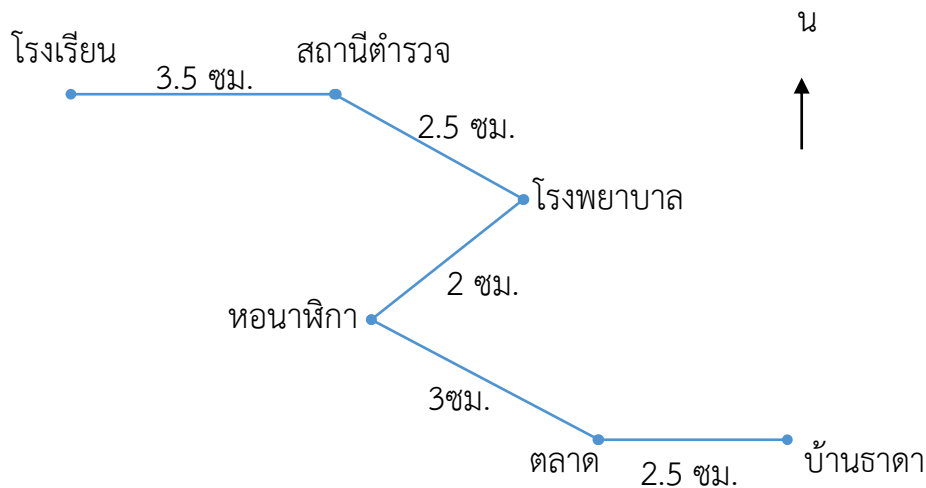 น
โรงเรียน
สถานีตำรวจ
3.5 ซม.
2.5 ซม.
โรงพยาบาล
2 ซม.
หอนาฬิกา
3ซม.
ตลาด
2.5 ซม.
บ้านธาดา